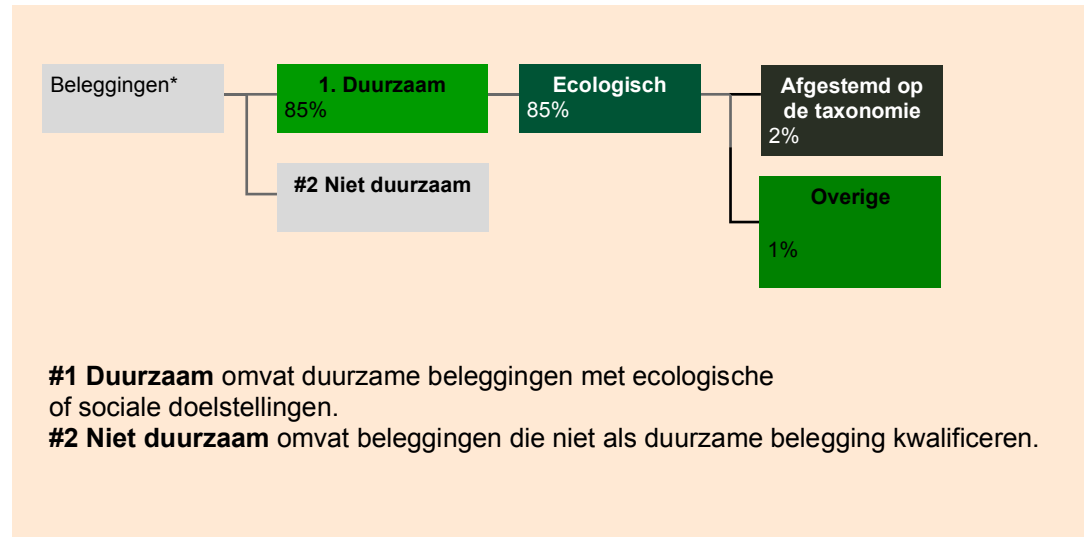 Beleggingen*
1. Duurzaam
85%
Ecologisch
85%
Afgestemd op
de taxonomie
2%
#2 Niet duurzaam
Overige
1%
#1 Duurzaam omvat duurzame beleggingen met ecologische
of sociale doelstellingen.
#2 Niet duurzaam omvat beleggingen die niet als duurzame belegging kwalificeren.